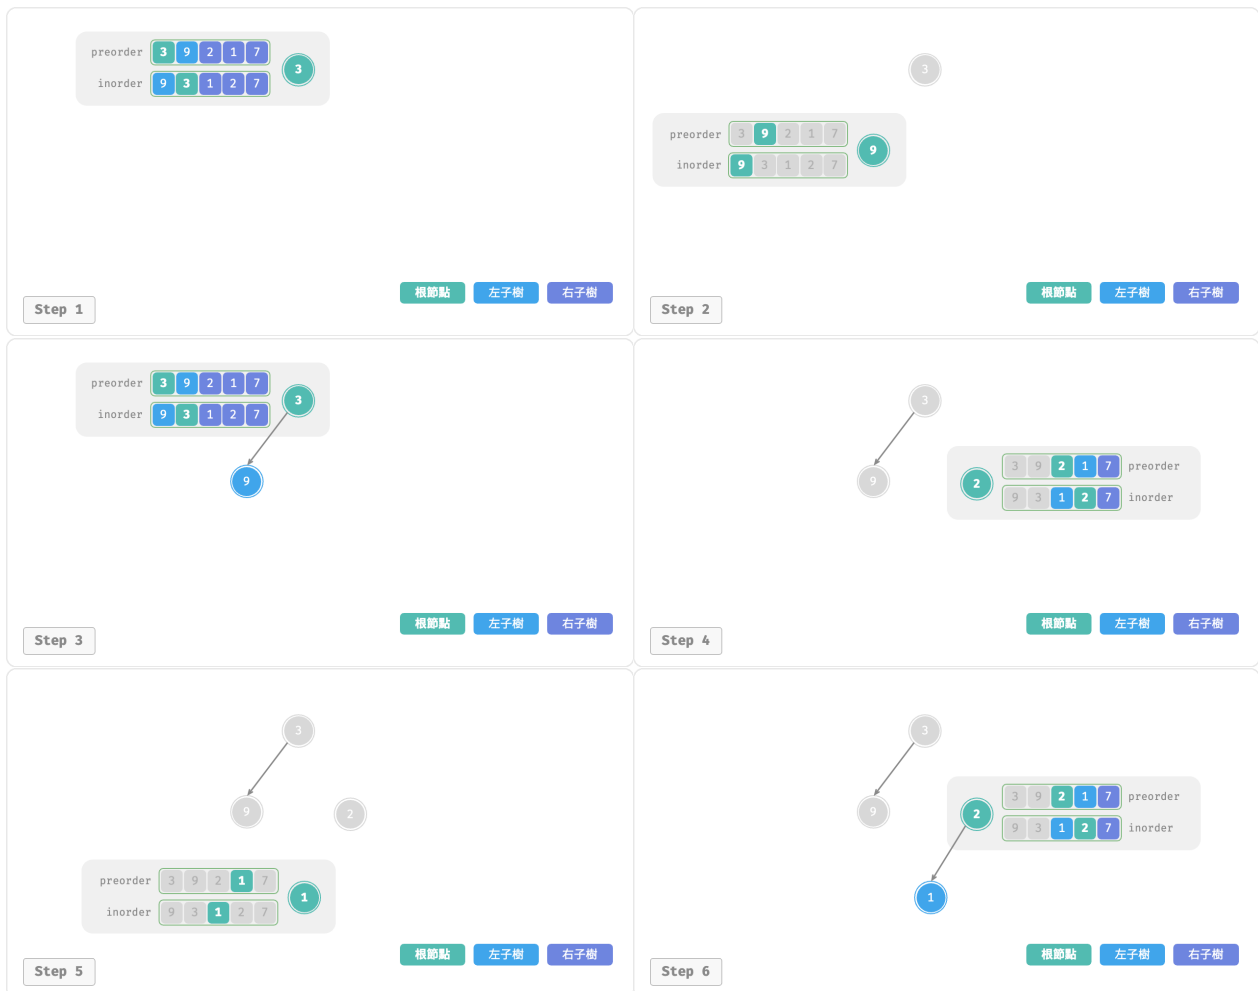 preorder 3 9 2 1 7
3
inorder 9 3 1 2 7
根節點 左子樹 右子樹
Step 1
3
preorder 3 9 2 1 7
9
inorder 9 3 1 2 7
根節點 左子樹 右子樹
Step 2
preorder 3 9 2 1 7
3
inorder 9 3 1 2 7
9
根節點 左子樹 右子樹
Step 3
3
3 9 2 1 7 preorder
9
2
9 3 1 2 7 inorder
根節點 左子樹 右子樹
Step 4
3
9
2
preorder 3 9 2 1 7
1
inorder 9 3 1 2 7
根節點 左子樹 右子樹
Step 5
3
3 9 2 1 7 preorder
9
2
9 3 1 2 7 inorder
1
根節點 左子樹 右子樹
Step 6